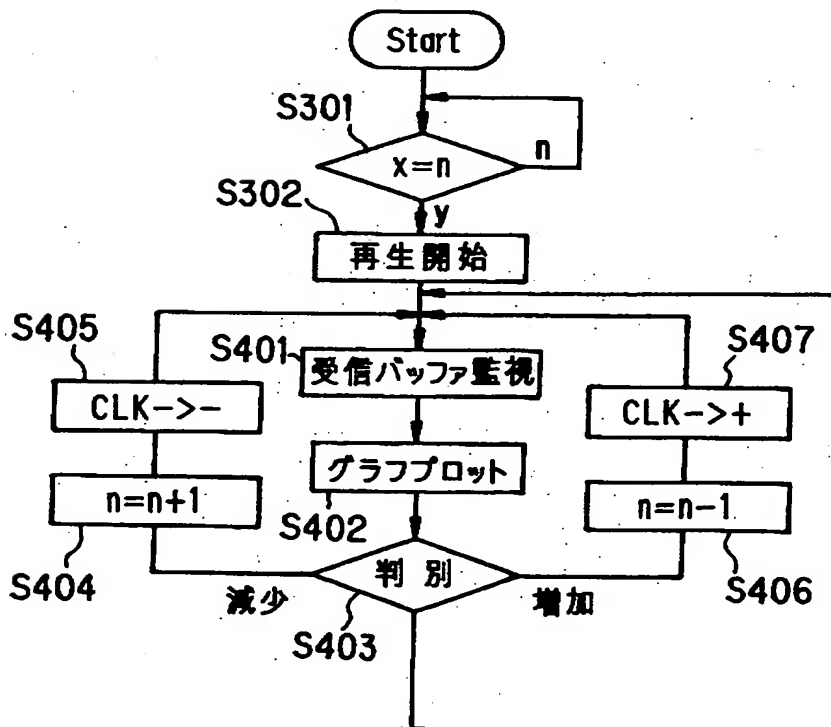 Start
S301
x=n
n
S302
y
再生開始
S405
S401
受信バッファ監視
S407
CLK->-
CLK->+
グラフプロット
n=n+1
S402
n=n-1
S404
判別
S406
減少
増加
S403